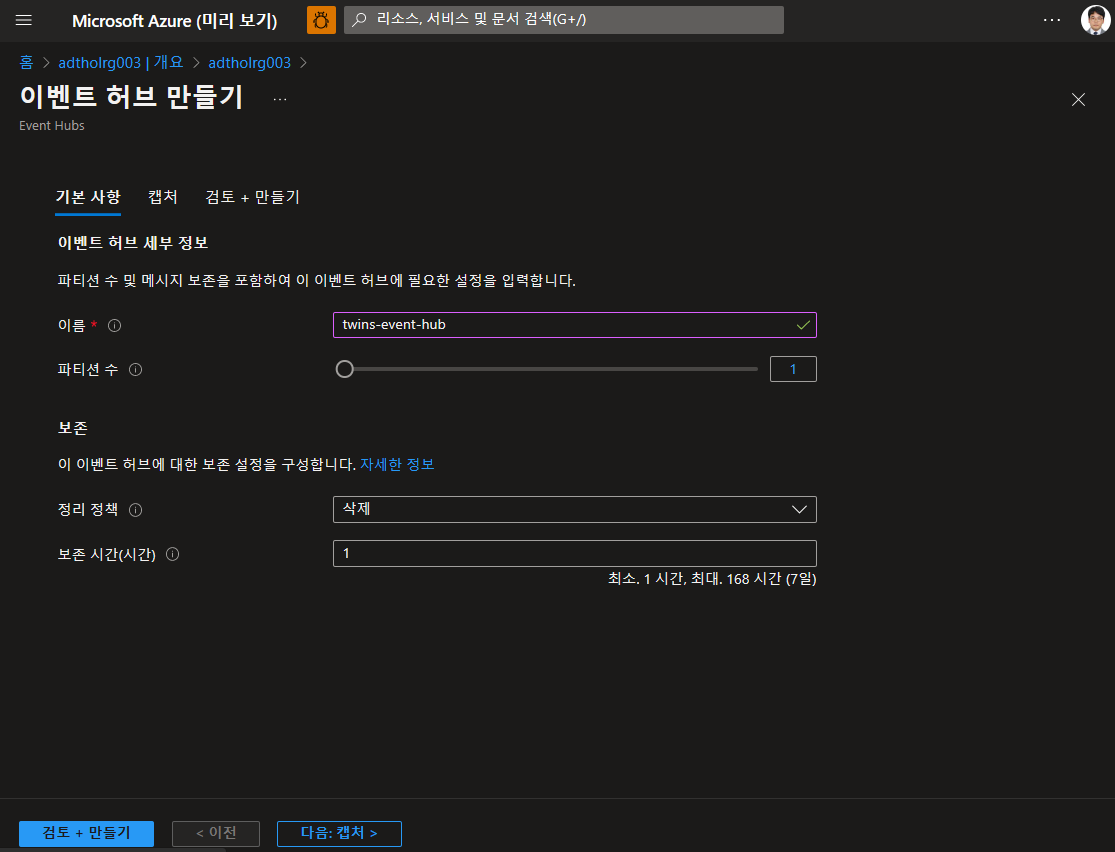 Microsoft Azure (미리 보기)
리소스, 서비스 및 문서 검색(G+/)
홈 > adtholrg003 | 개요 > adtholrg003 >
이벤트 허브 만들기 ...
Event Hubs
기본 사항 캡처 검토 + 만들기
이벤트 허브 세부 정보
파티션 수 및 메시지 보존을 포함하여 이 이벤트 허브에 필요한 설정을 입력합니다.
이름 * twins-event-hub
파티션 수 1
보존
이 이벤트 허브에 대한 보존 설정을 구성합니다. 자세한 정보
정리 정책 삭제
보존 시간(시간) 1
최소. 1 시간, 최대. 168 시간 (7일)
검토 + 만들기 < 이전 다음: 캡처 >